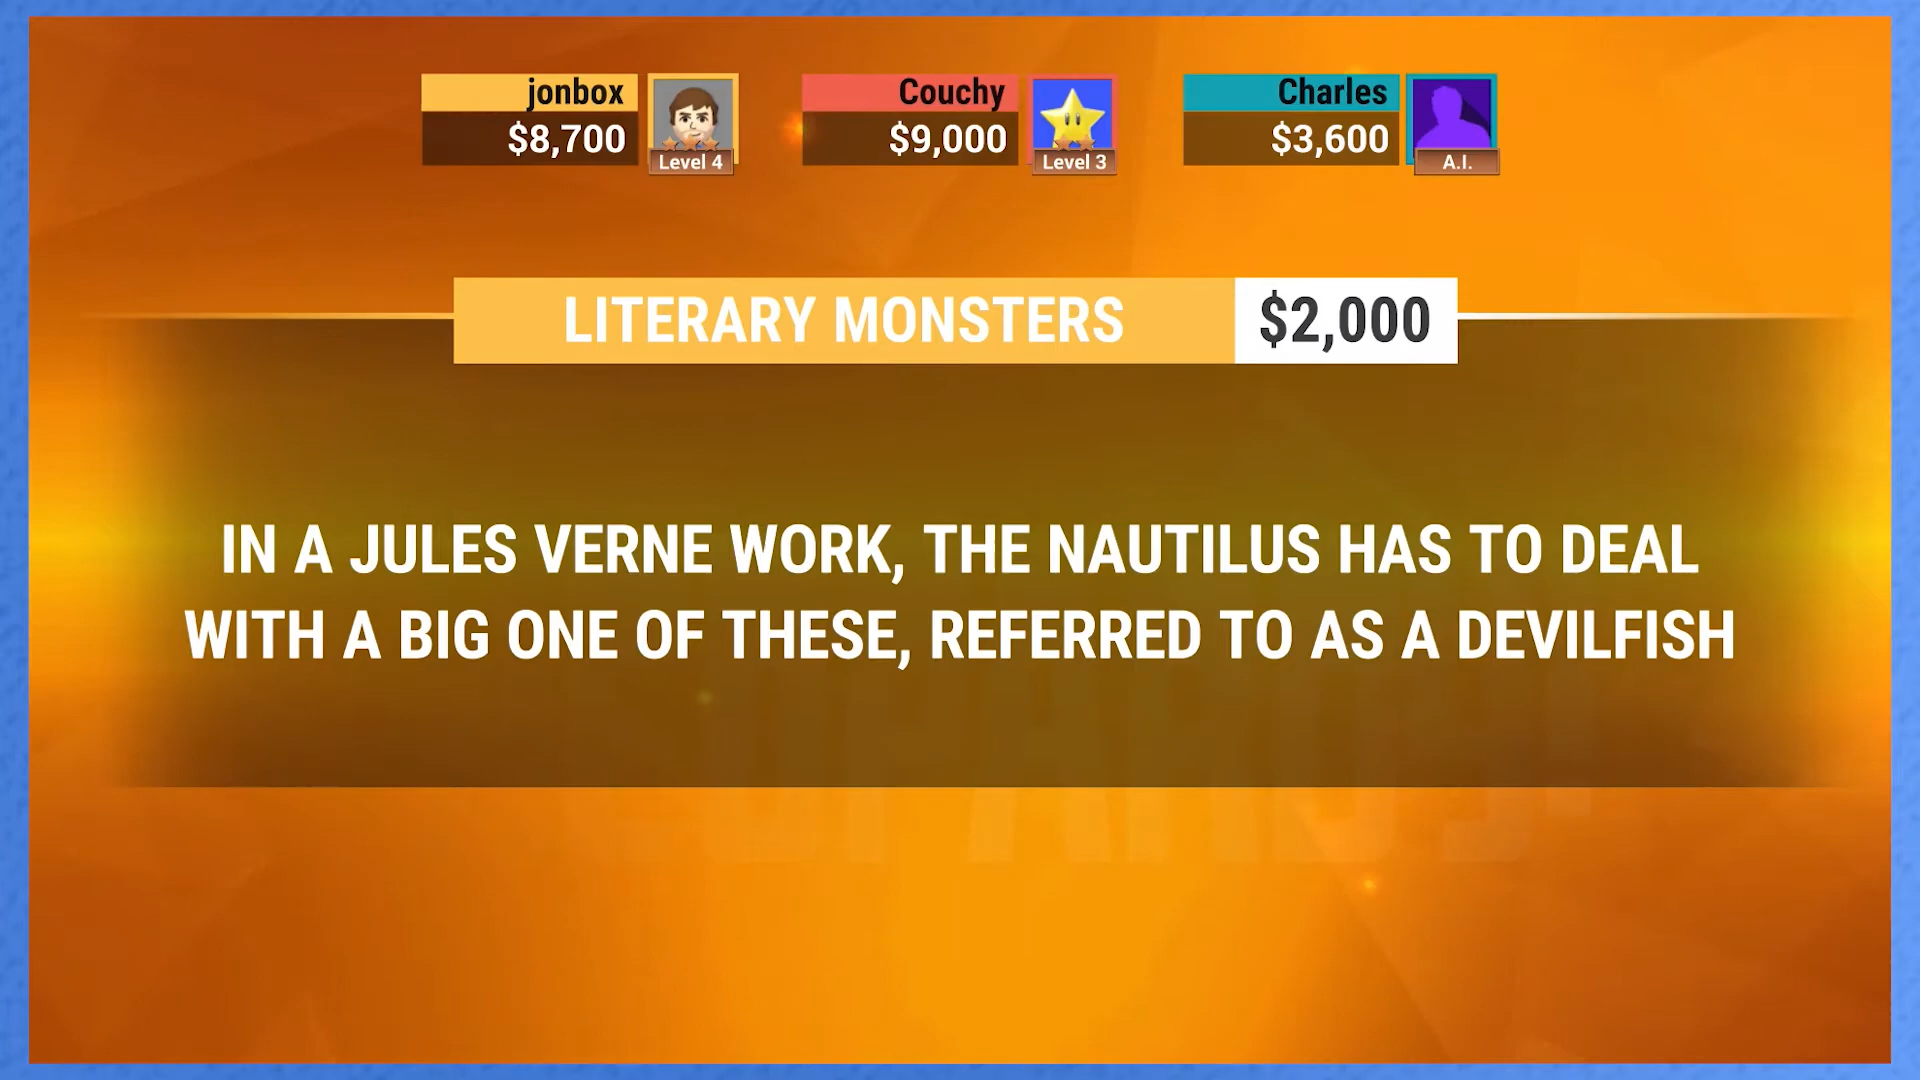 jonbox
$8,700
Level 4
Couchy
$9,000
Level 3
Charles
$3,600
A.I.
LITERARY MONSTERS
$2,000
IN A JULES VERNE WORK, THE NAUTILUS HAS TO DEAL
WITH A BIG ONE OF THESE, REFERRED TO AS A DEVILFISH